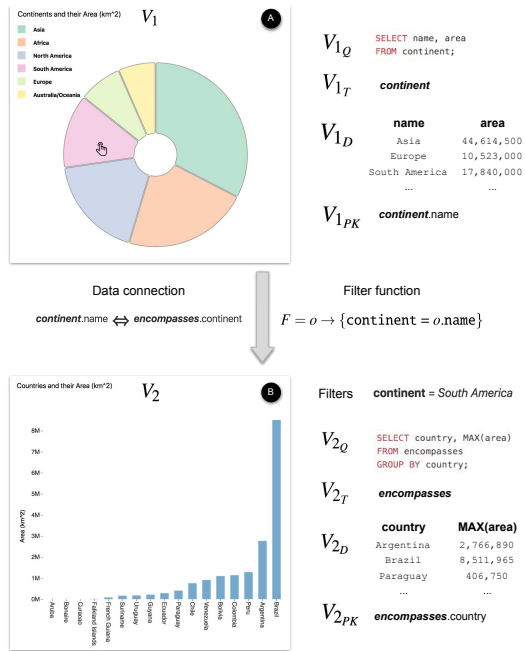 Continents and their Area (km^2)
V1
A
Asia
Africa
North America
South America
Europe
Australia/Oceania
V1Q
SELECT name, area
FROM continent;
V1T
continent
V1D
name area
Asia 44,614,500
Europe 10,523,000
South America 17,840,000
... ...
V1PK
continent.name
Data connection
continent.name ⇔ encompasses.continent
Filter function
F = o → {continent = o.name}
Countries and their Area (km^2)
V2
B
8M
7M
6M
5M
4M
3M
2M
1M
0M
Area (km^2)
Aruba
Bonaire
Curacao
Falkland Islands
French Guiana
Suriname
Uruguay
Guyana
Ecuador
Paraguay
Chile
Venezuela
Bolivia
Colombia
Peru
Argentina
Brazil
Filters continent = South America
V2Q
SELECT country, MAX(area)
FROM encompasses
GROUP BY country;
V2T
encompasses
V2D
country MAX(area)
Argentina 2,766,890
Brazil 8,511,965
Paraguay 406,750
... ...
V2PK
encompasses.country